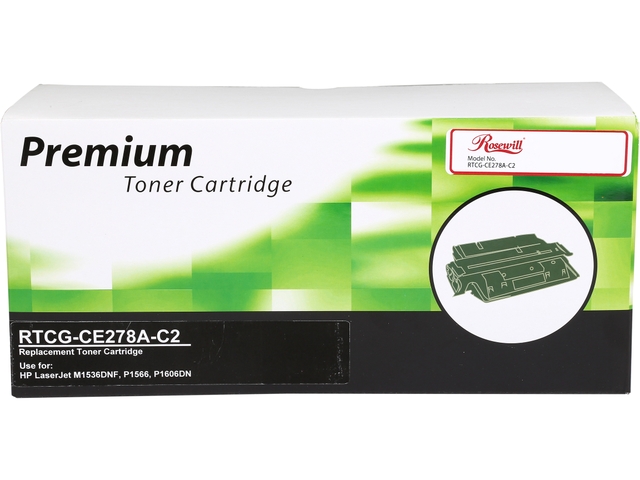 Premium
Toner Cartridge
Rosewill
Model No.
RTCG-CE278A-C2
RTCG-CE278A-C2
Replacement Toner Cartridge
Use for:
HP LaserJet M1536DNF, P1566, P1606DN